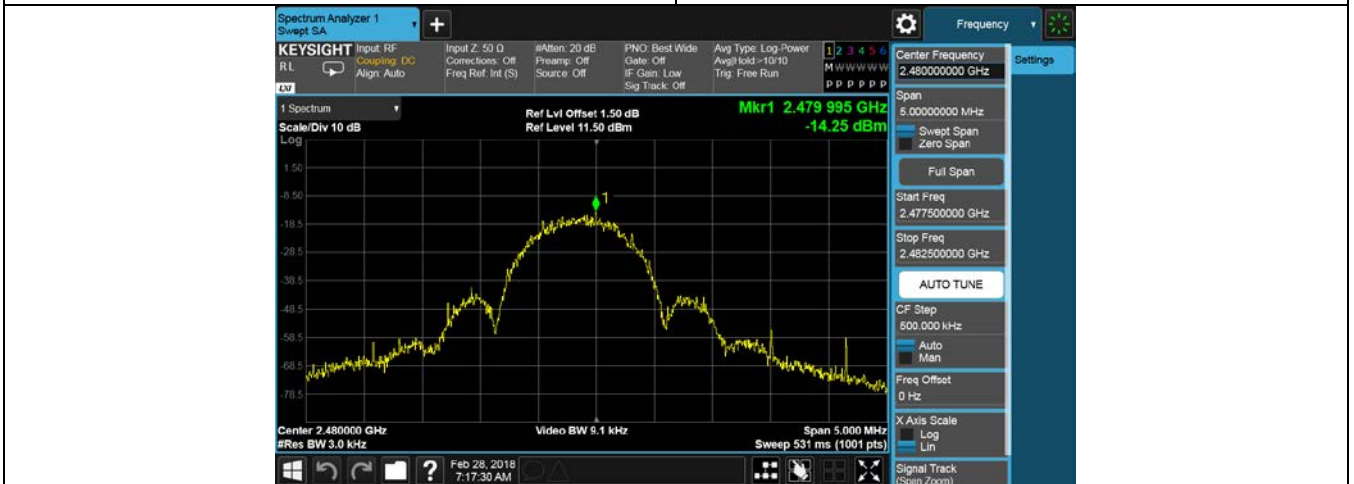 Spectrum Analyzer 1
Swept SA
+
Frequency
KEYSIGHT
RL
LXI
Input: RF
Coupling: DC
Align: Auto
Input Z: 50 Ω
Corrections: Off
Freq Ref: Int (S)
#Atten: 20 dB
Preamp: Off
Source: Off
PNO: Best Wide
Gate: Off
IF Gain: Low
Sig Track: Off
Avg Type: Log-Power
Avg|Hold:>10/10
Trig: Free Run
1 2 3 4 5 6
M W W W W W
P P P P P P
1 Spectrum
Scale/Div 10 dB
Log
Ref Lvl Offset 1.50 dB
Ref Level 11.50 dBm
Mkr1 2.479 995 GHz
-14.25 dBm
1.50
-8.50
-18.5
-28.5
-38.5
-48.5
-58.5
-68.5
-78.5
1
Center 2.480000 GHz
#Res BW 3.0 kHz
Video BW 9.1 kHz
Span 5.000 MHz
Sweep 531 ms (1001 pts)
Feb 28, 2018
7:17:30 AM
?
Center Frequency
2.480000000 GHz
Settings
Span
5.00000000 MHz
Swept Span
Zero Span
Full Span
Start Freq
2.477500000 GHz
Stop Freq
2.482500000 GHz
AUTO TUNE
CF Step
500.000 kHz
Auto
Man
Freq Offset
0 Hz
X Axis Scale
Log
Lin
Signal Track
(Span Zoom)